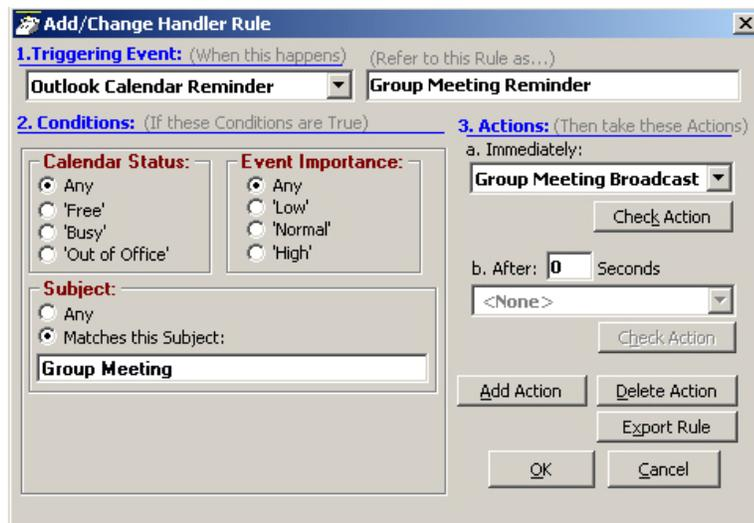 Add/Change Handler Rule
1.Triggering Event: (When this happens)
(Refer to this Rule as...)
Outlook Calendar Reminder
Group Meeting Reminder
2. Conditions: (If these Conditions are True)
Calendar Status:
Any
'Free'
'Busy'
'Out of Office'
Event Importance:
Any
'Low'
'Normal'
'High'
Subject:
Any
Matches this Subject:
Group Meeting
3. Actions: (Then take these Actions)
a. Immediately:
Group Meeting Broadcast
Check Action
b. After: 0 Seconds
<None>
Check Action
Add Action
Delete Action
Export Rule
OK
Cancel